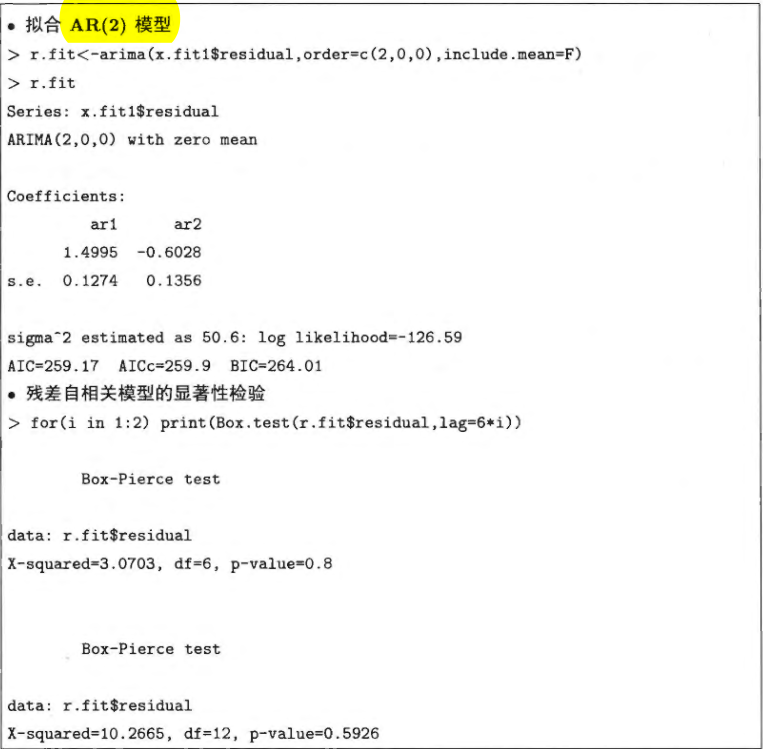 • 拟合 AR(2) 模型
> r.fit<-arima(x.fit1$residual,order=c(2,0,0),include.mean=F)
> r.fit
Series: x.fit1$residual
ARIMA(2,0,0) with zero mean
Coefficients:
ar1 ar2
1.4995 -0.6028
s.e. 0.1274 0.1356
sigma^2 estimated as 50.6: log likelihood=-126.59
AIC=259.17 AICc=259.9 BIC=264.01
• 残差自相关模型的显著性检验
> for(i in 1:2) print(Box.test(r.fit$residual,lag=6*i))
Box-Pierce test
data: r.fit$residual
X-squared=3.0703, df=6, p-value=0.8
Box-Pierce test
data: r.fit$residual
X-squared=10.2665, df=12, p-value=0.5926